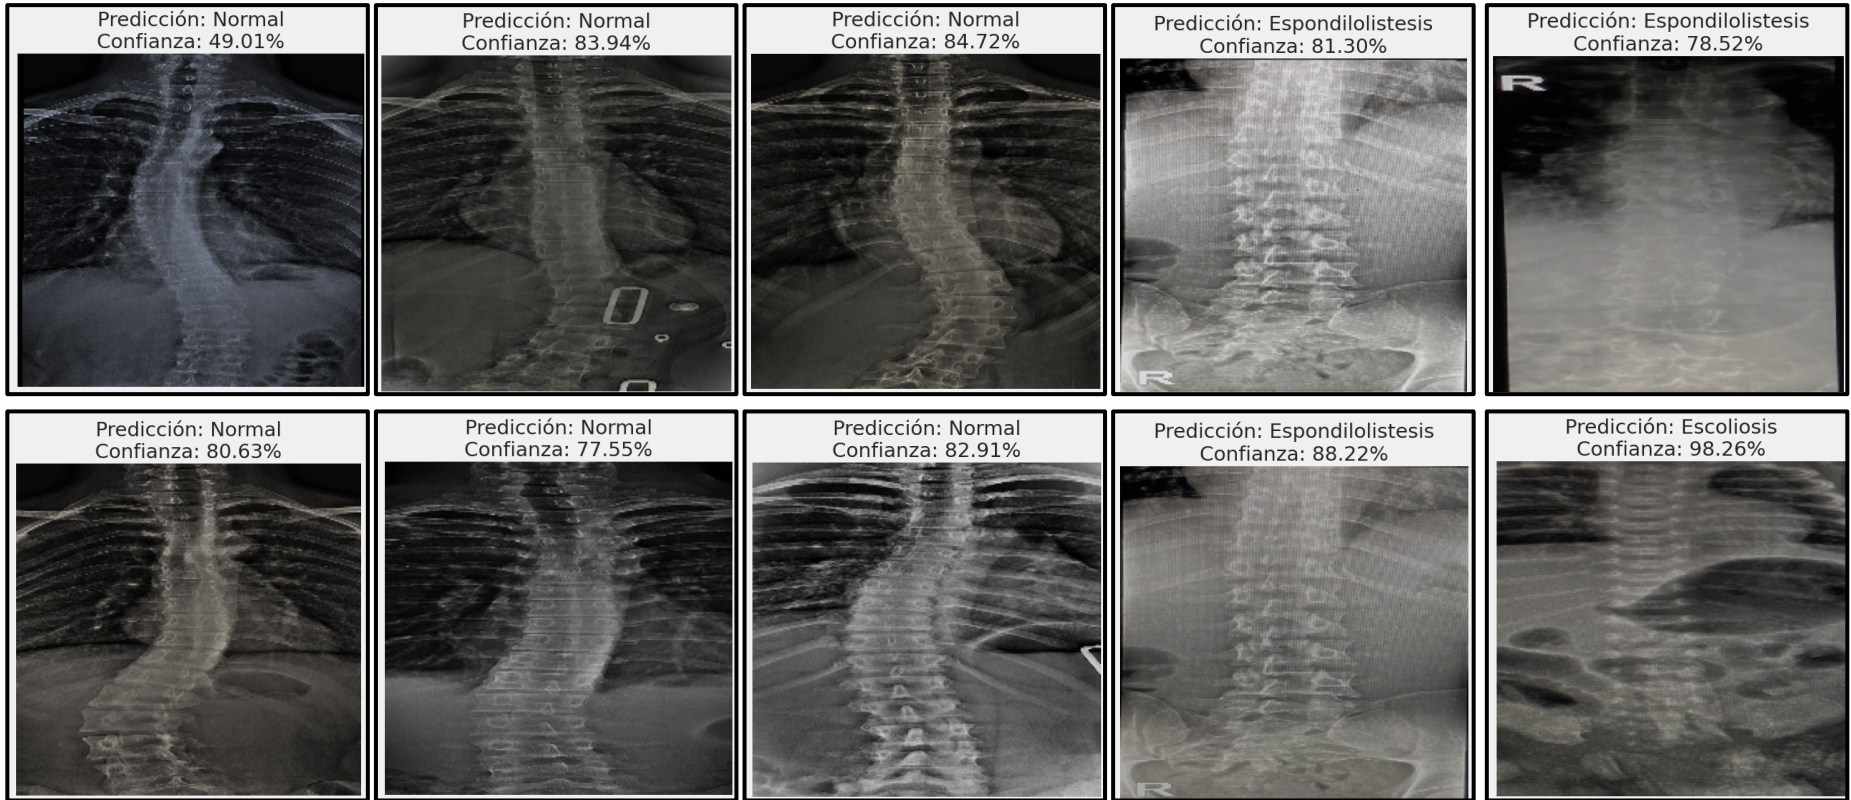 Predicción: Normal
Confianza: 49.01%
Predicción: Normal
Confianza: 83.94%
Predicción: Normal
Confianza: 84.72%
Predicción: Espondilolistesis
Confianza: 81.30%
R
Predicción: Espondilolistesis
Confianza: 78.52%
R
Predicción: Normal
Confianza: 80.63%
Predicción: Normal
Confianza: 77.55%
Predicción: Normal
Confianza: 82.91%
Predicción: Espondilolistesis
Confianza: 88.22%
R
Predicción: Escoliosis
Confianza: 98.26%